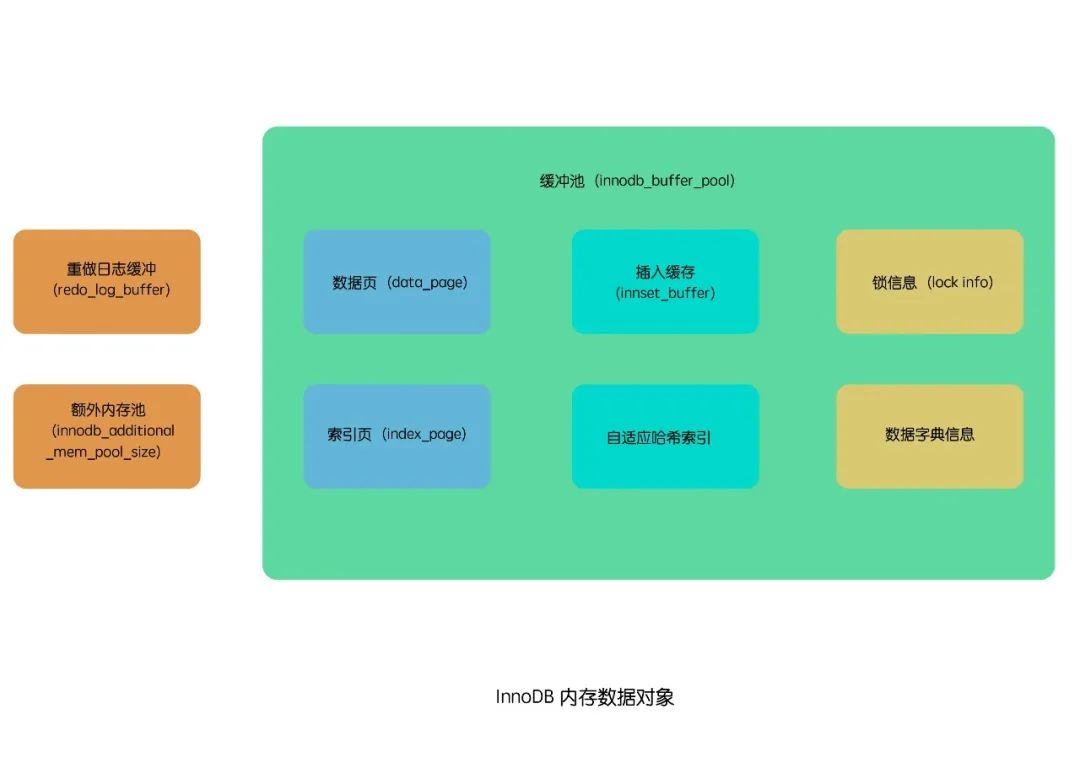 缓冲池（innodb_buffer_pool）
重做日志缓冲
(redo_log_buffer)
数据页（data_page）
插入缓存
（innset_buffer）
锁信息（lock info）
额外内存池
（innodb_additional
_mem_pool_size）
索引页（index_page）
自适应哈希索引
数据字典信息
InnoDB 内存数据对象